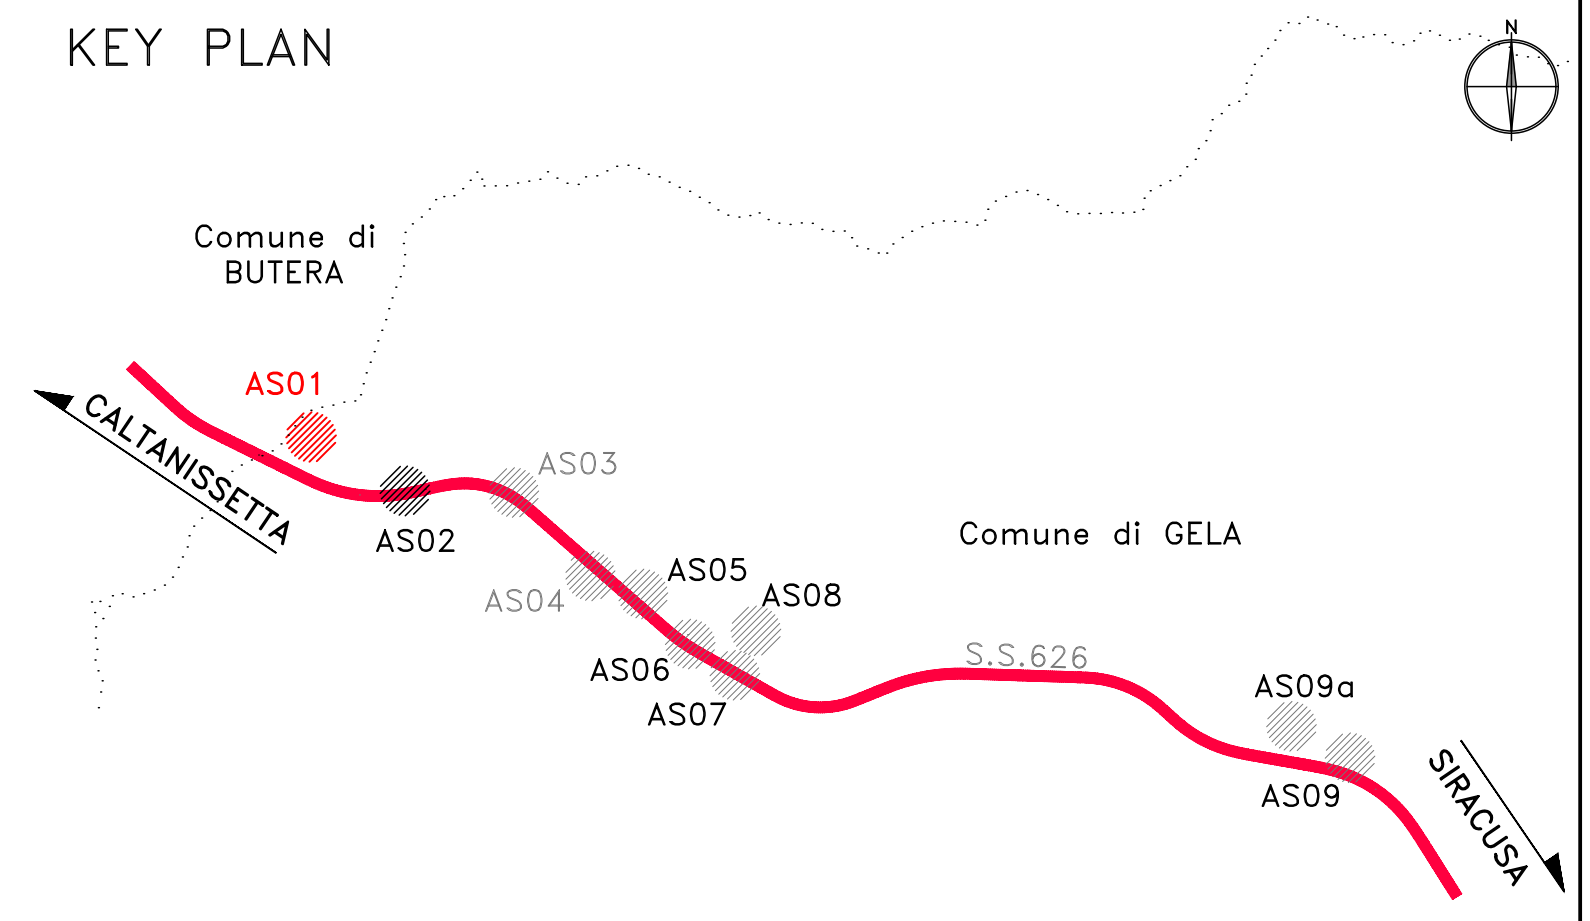 KEY PLAN
N
Comune di
BUTERA
AS01
CALTANISSETTA
AS03
AS02
Comune di GELA
AS05
AS04
AS08
AS06
S.S.626
AS07
AS09a
AS09
SIRACUSA